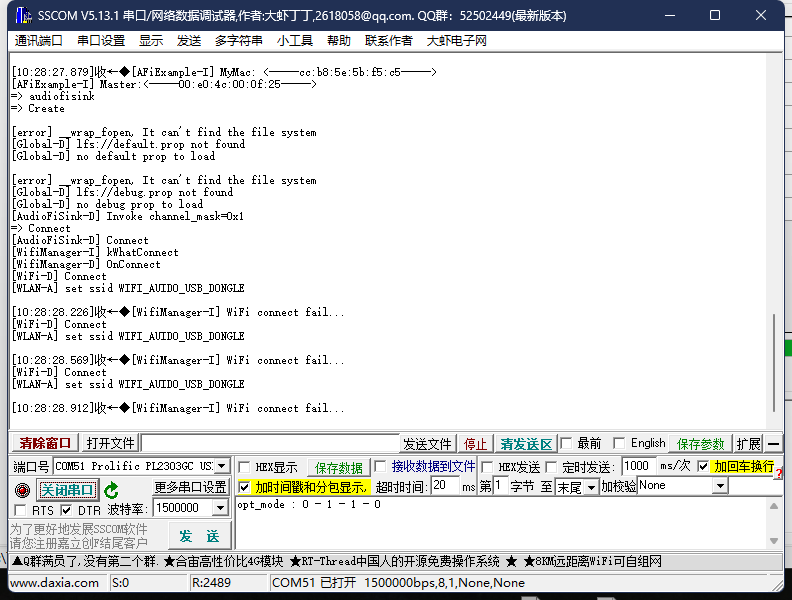 SSCOM V5.13.1 串口/网络数据调试器,作者:大虾丁丁,2618058@qq.com. QQ群: 52502449(最新版本)
通讯端口 串口设置 显示 发送 多字符串 小工具 帮助 联系作者 大虾电子网
[10:28:27.879]收←◆[AFiExample-I] MyMac: <-----cc:b8:5e:5b:f5:c5----->
[AFiExample-I] Master:<-----00:e0:4c:00:0f:25----->
=> audiofisink
=> Create
[error] __wrap_fopen, It can't find the file system
[Global-D] lfs://default.prop not found
[Global-D] no default prop to load
[error] __wrap_fopen, It can't find the file system
[Global-D] lfs://debug.prop not found
[Global-D] no debug prop to load
[AudioFiSink-D] Invoke channel_mask=0x1
=> Connect
[AudioFiSink-D] Connect
[WifiManager-I] kWhatConnect
[WifiManager-D] OnConnect
[WiFi-D] Connect
[WLAN-A] set ssid WIFI_AUIDO_USB_DONGLE
[10:28:28.226]收←◆[WifiManager-I] WiFi connect fail...
[WiFi-D] Connect
[WLAN-A] set ssid WIFI_AUIDO_USB_DONGLE
[10:28:28.569]收←◆[WifiManager-I] WiFi connect fail...
[WiFi-D] Connect
[WLAN-A] set ssid WIFI_AUIDO_USB_DONGLE
[10:28:28.912]收←◆[WifiManager-I] WiFi connect fail...
清除窗口 打开文件 发送文件 停止 清发送区 最前 English 保存参数 扩展 —
端口号 COM51 Prolific PL2303GC US HEX显示 保存数据 接收数据到文件 HEX发送 定时发送: 1000 ms/次 加回车换行
关闭串口 更多串口设置 加时间戳和分包显示, 超时时间: 20 ms 第 1 字节 至 末尾 加校验 None
RTS DTR 波特率: 1500000 opt_mode : 0 - 1 - 1 - 0
为了更好地发展SSCOM软件
请您注册嘉立创F结尾客户
发 送
▲Q群满员了,没有第二个群. ★合宙高性价比4G模块 ★RT-Thread中国人的开源免费操作系统 ★ ★8KM远距离WiFi可自组网
www.daxia.com S:0 R:2489 COM51 已打开 1500000bps,8,1,None,None